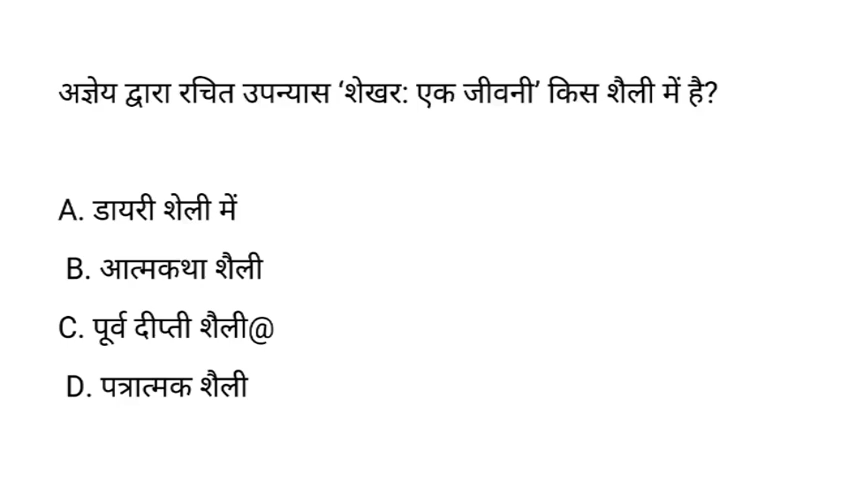 अज्ञेय द्वारा रचित उपन्यास ‘शेखर: एक जीवनी’ किस शैली में है?
A. डायरी शेली में
B. आत्मकथा शैली
C. पूर्व दीप्ती शैली@
D. पत्रात्मक शैली